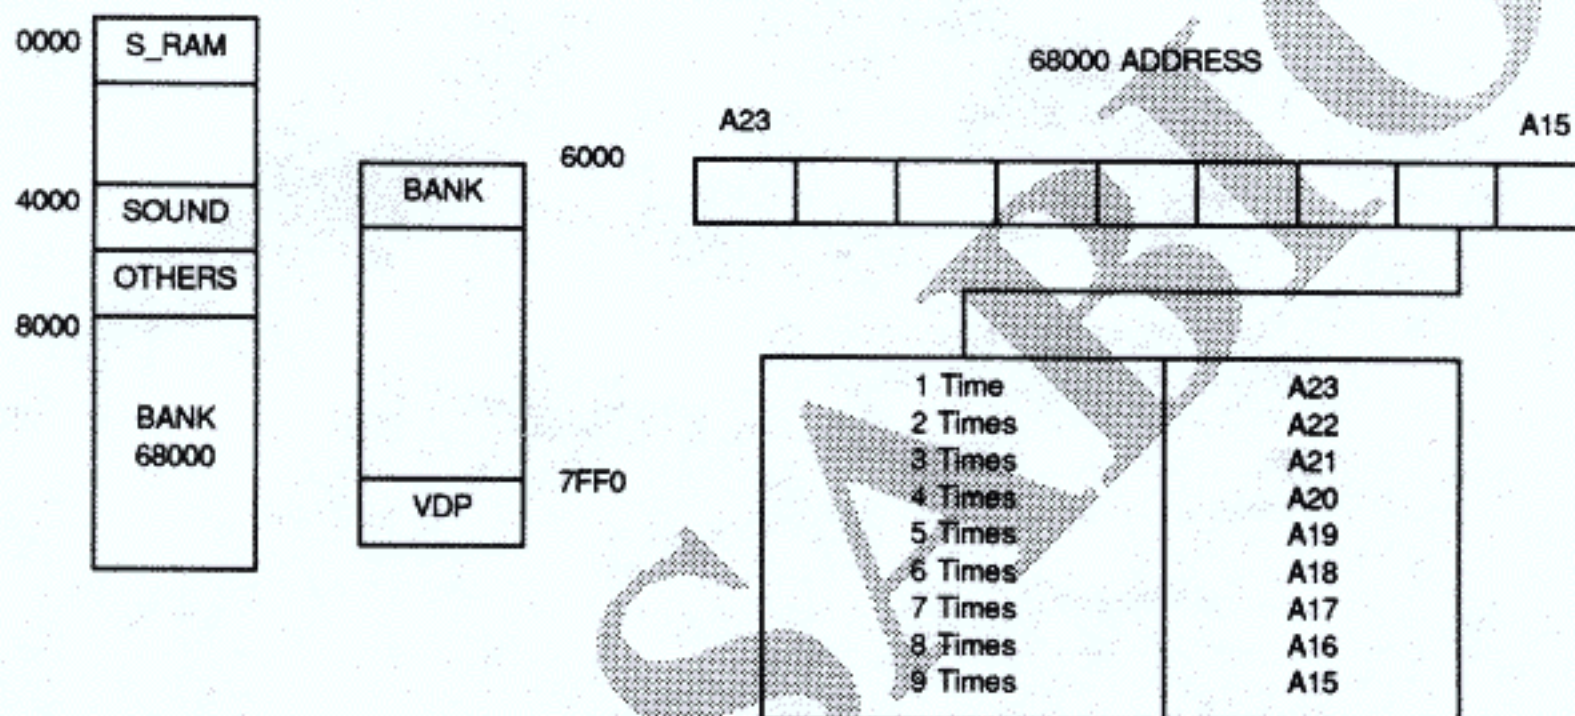 0000
S_RAM
4000
SOUND
OTHERS
8000
BANK
68000
6000
BANK
7FF0
VDP
68000 ADDRESS
A23
A15
1 Time A23
2 Times A22
3 Times A21
4 Times A20
5 Times A19
6 Times A18
7 Times A17
8 Times A16
9 Times A15